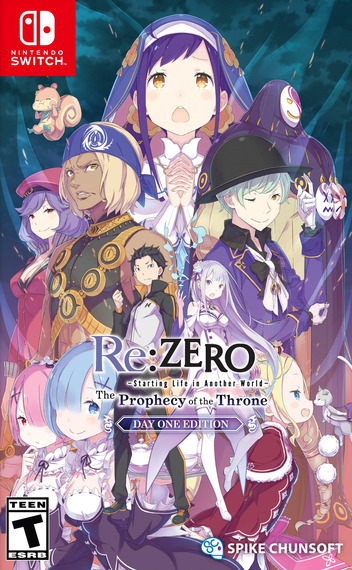 NINTENDO
SWITCH™
Re:ZERO
-Starting Life in Another World-
The Prophecy of the Throne
DAY ONE EDITION
TEEN
T
ESRB
SPIKE CHUNSOFT